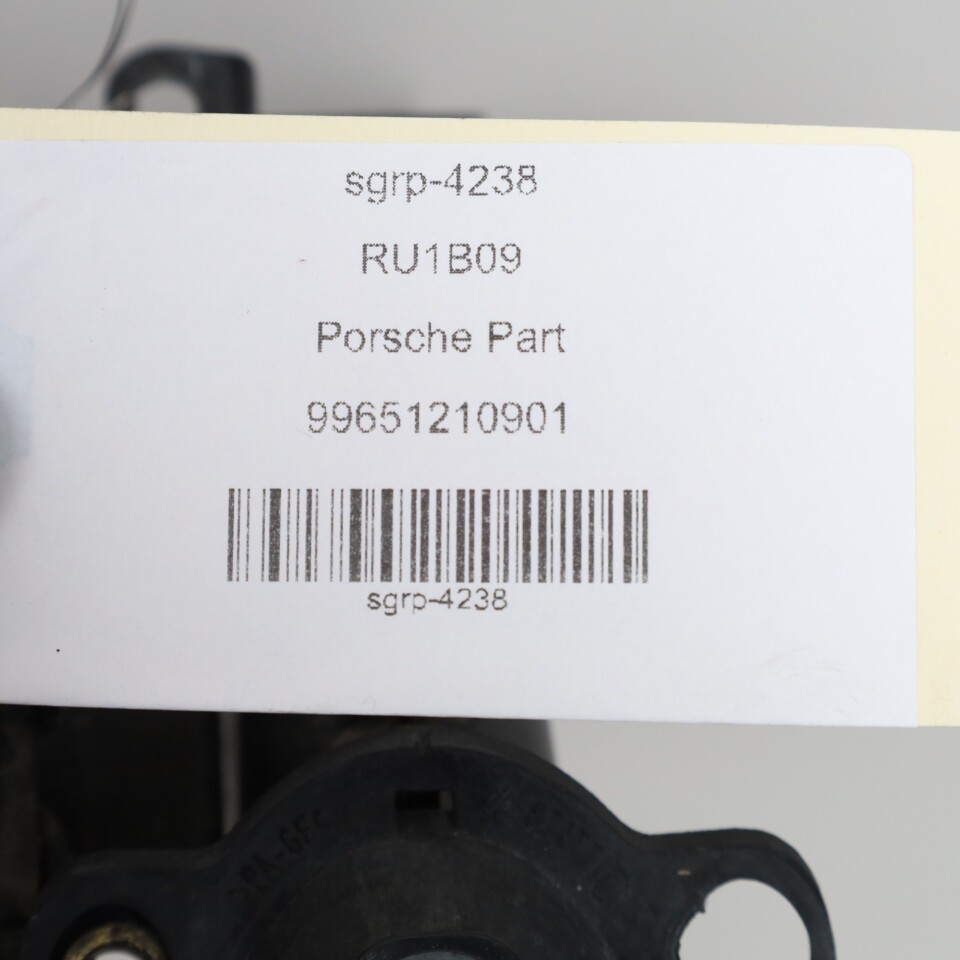 sgrp-4238
RU1B09
Porsche Part
99651210901
sgrp-4238